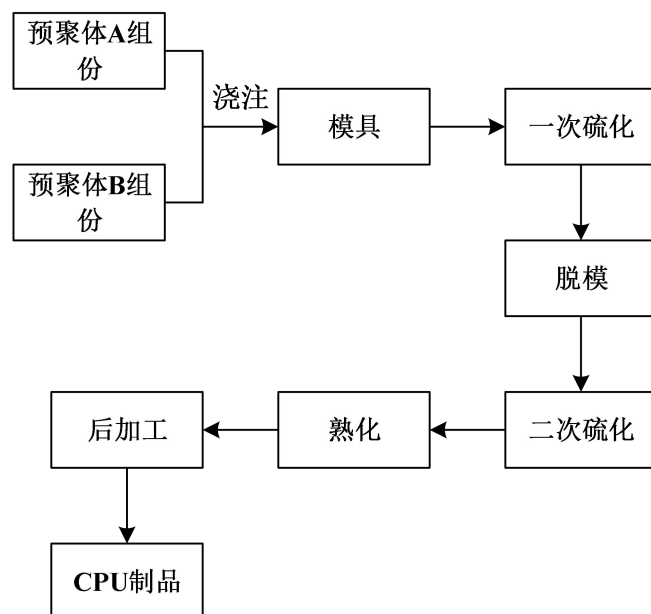 预聚体A组
份
浇注
模具
一次硫化
预聚体B组
份
脱模
二次硫化
熟化
后加工
CPU制品